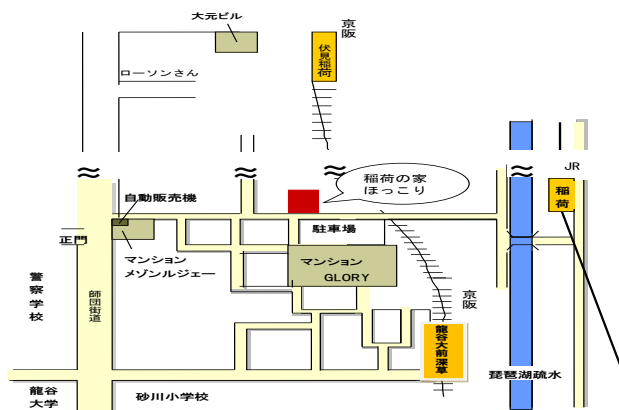 大元ビル
京阪
伏見稲荷
ローソンさん
JR
稲荷の家
ほっこり
稲荷
自動販売機
駐車場
正門
マンション
メゾンルジェー
マンション
GLORY
警察学校
師団街道
京阪
龍谷大前深草
琵琶湖疏水
龍谷
大学
砂川小学校